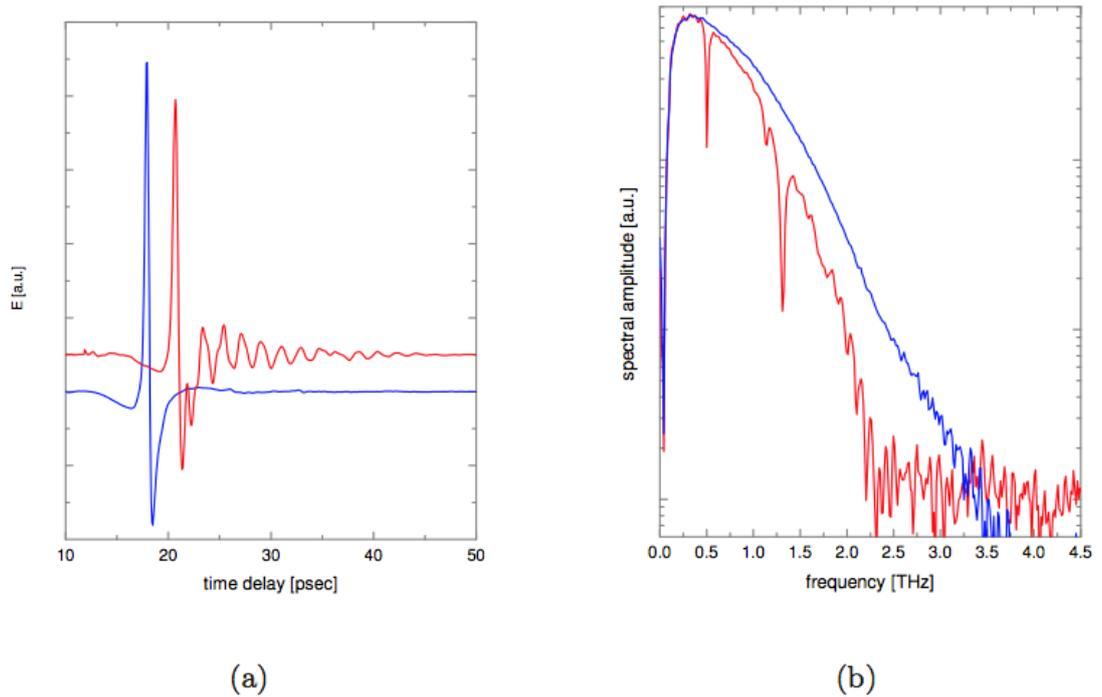 E [a.u.]
10 20 30 40 50
time delay [psec]
(a)
spectral amplitude [a.u.]
0.0 0.5 1.0 1.5 2.0 2.5 3.0 3.5 4.0 4.5
frequency [THz]
(b)